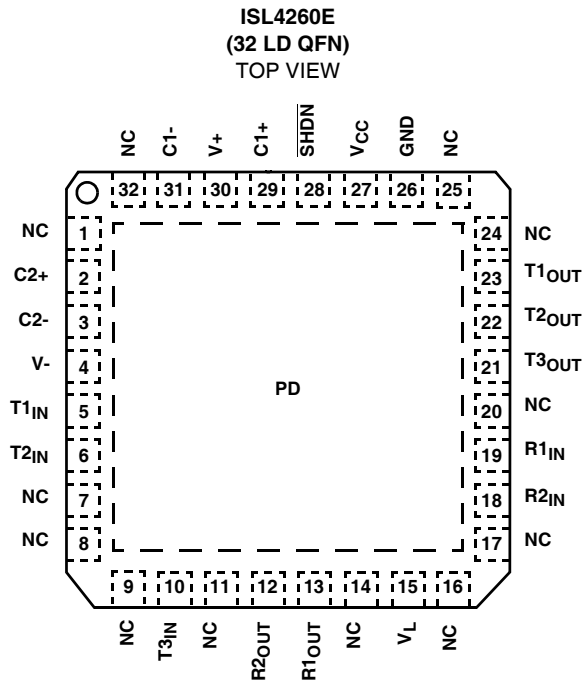 ISL4260E
(32 LD QFN)
TOP VIEW
NC C1- V+ C1+ SHDN VCC GND NC
32 31 30 29 28 27 26 25
NC 1
C2+ 2
C2- 3
V- 4
T1IN 5
T2IN 6
NC 7
NC 8
PD
24 NC
23 T1OUT
22 T2OUT
21 T3OUT
20 NC
19 R1IN
18 R2IN
17 NC
9 10 11 12 13 14 15 16
NC T3IN NC R2OUT R1OUT NC VL NC